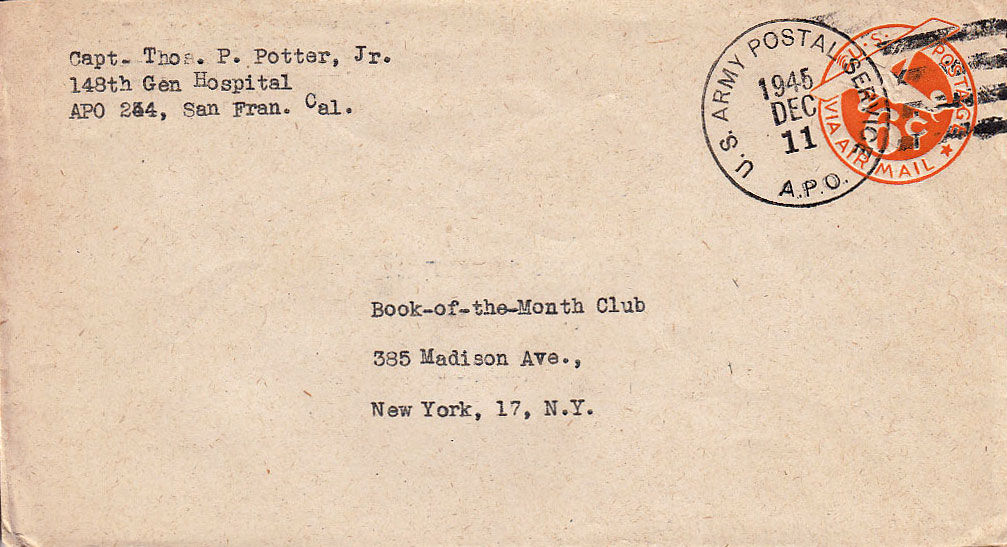 Capt. Thos. P. Potter, Jr.
148th Gen Hospital
APO 244, San Fran. Cal.
U.S. ARMY POSTAL SERVICE
1945
DEC
11
A.P.O.
U.S. POSTAGE
VIA AIR MAIL
Book-of-the-Month Club
385 Madison Ave.,
New York, 17, N.Y.